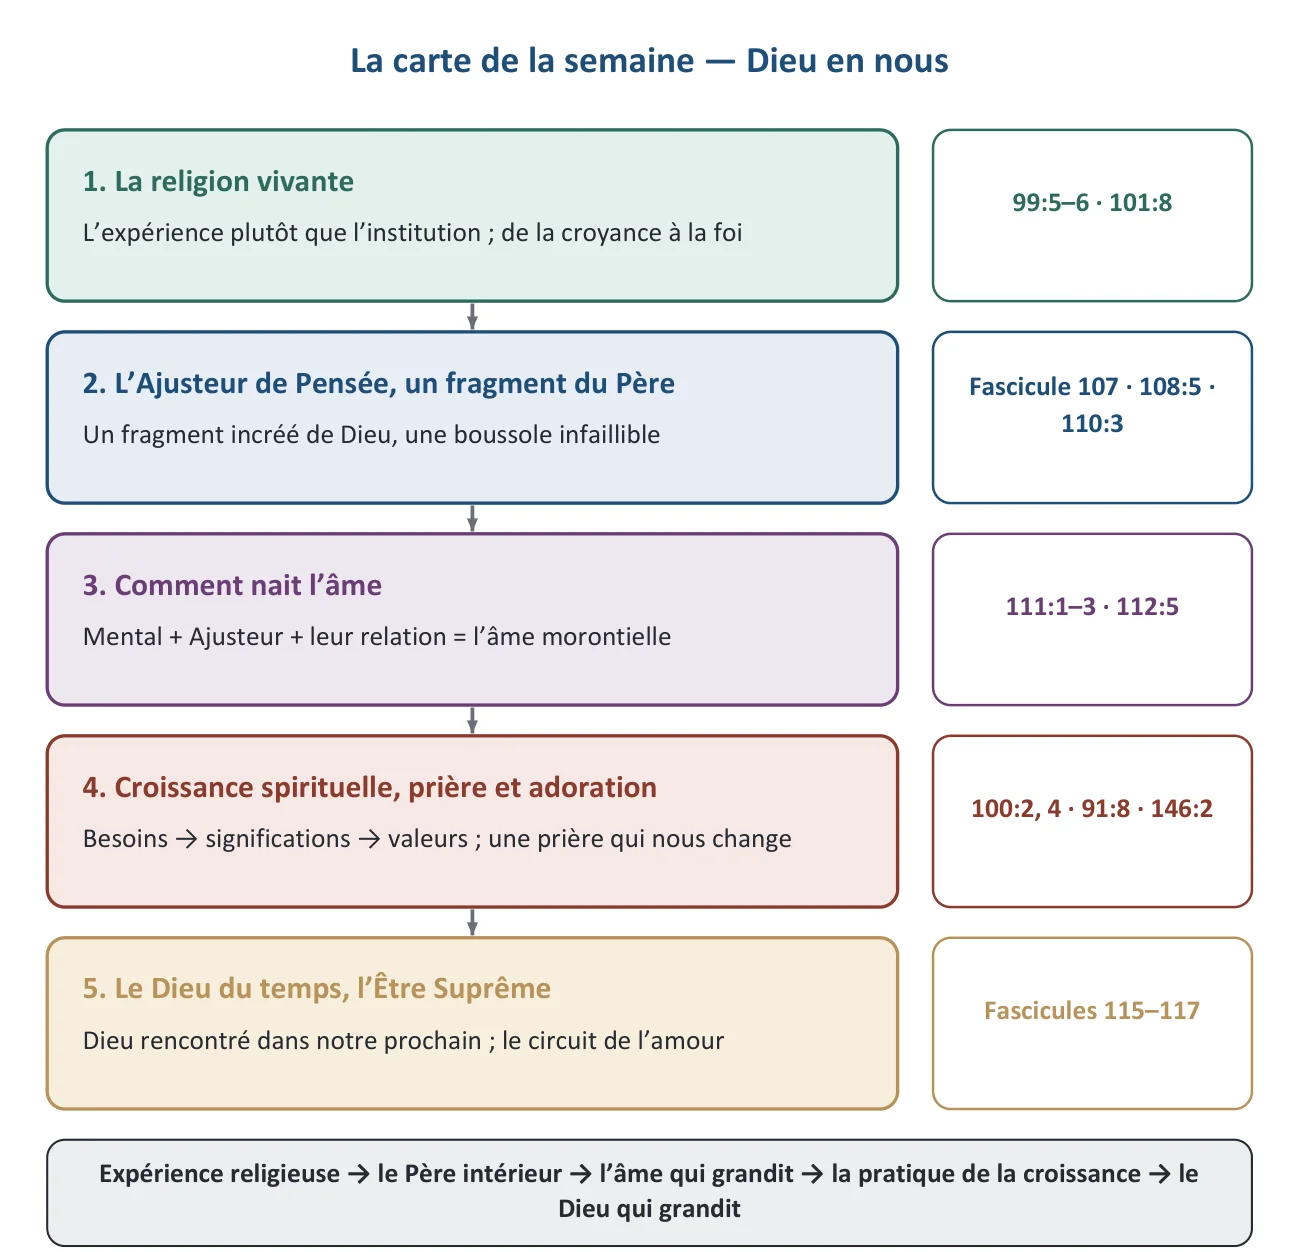 La carte de la semaine — Dieu en nous
1. La religion vivante
L’expérience plutôt que l’institution ; de la croyance à la foi
99:5–6 · 101:8
2. L’Ajusteur de Pensée, un fragment du Père
Un fragment incréé de Dieu, une boussole infaillible
Fascicule 107 · 108:5 ·
110:3
3. Comment nait l’âme
Mental + Ajusteur + leur relation = l’âme morontielle
111:1–3 · 112:5
4. Croissance spirituelle, prière et adoration
Besoins → significations → valeurs ; une prière qui nous change
100:2, 4 · 91:8 · 146:2
5. Le Dieu du temps, l’Être Suprême
Dieu rencontré dans notre prochain ; le circuit de l’amour
Fascicules 115–117
Expérience religieuse → le Père intérieur → l’âme qui grandit → la pratique de la croissance → le
Dieu qui grandit